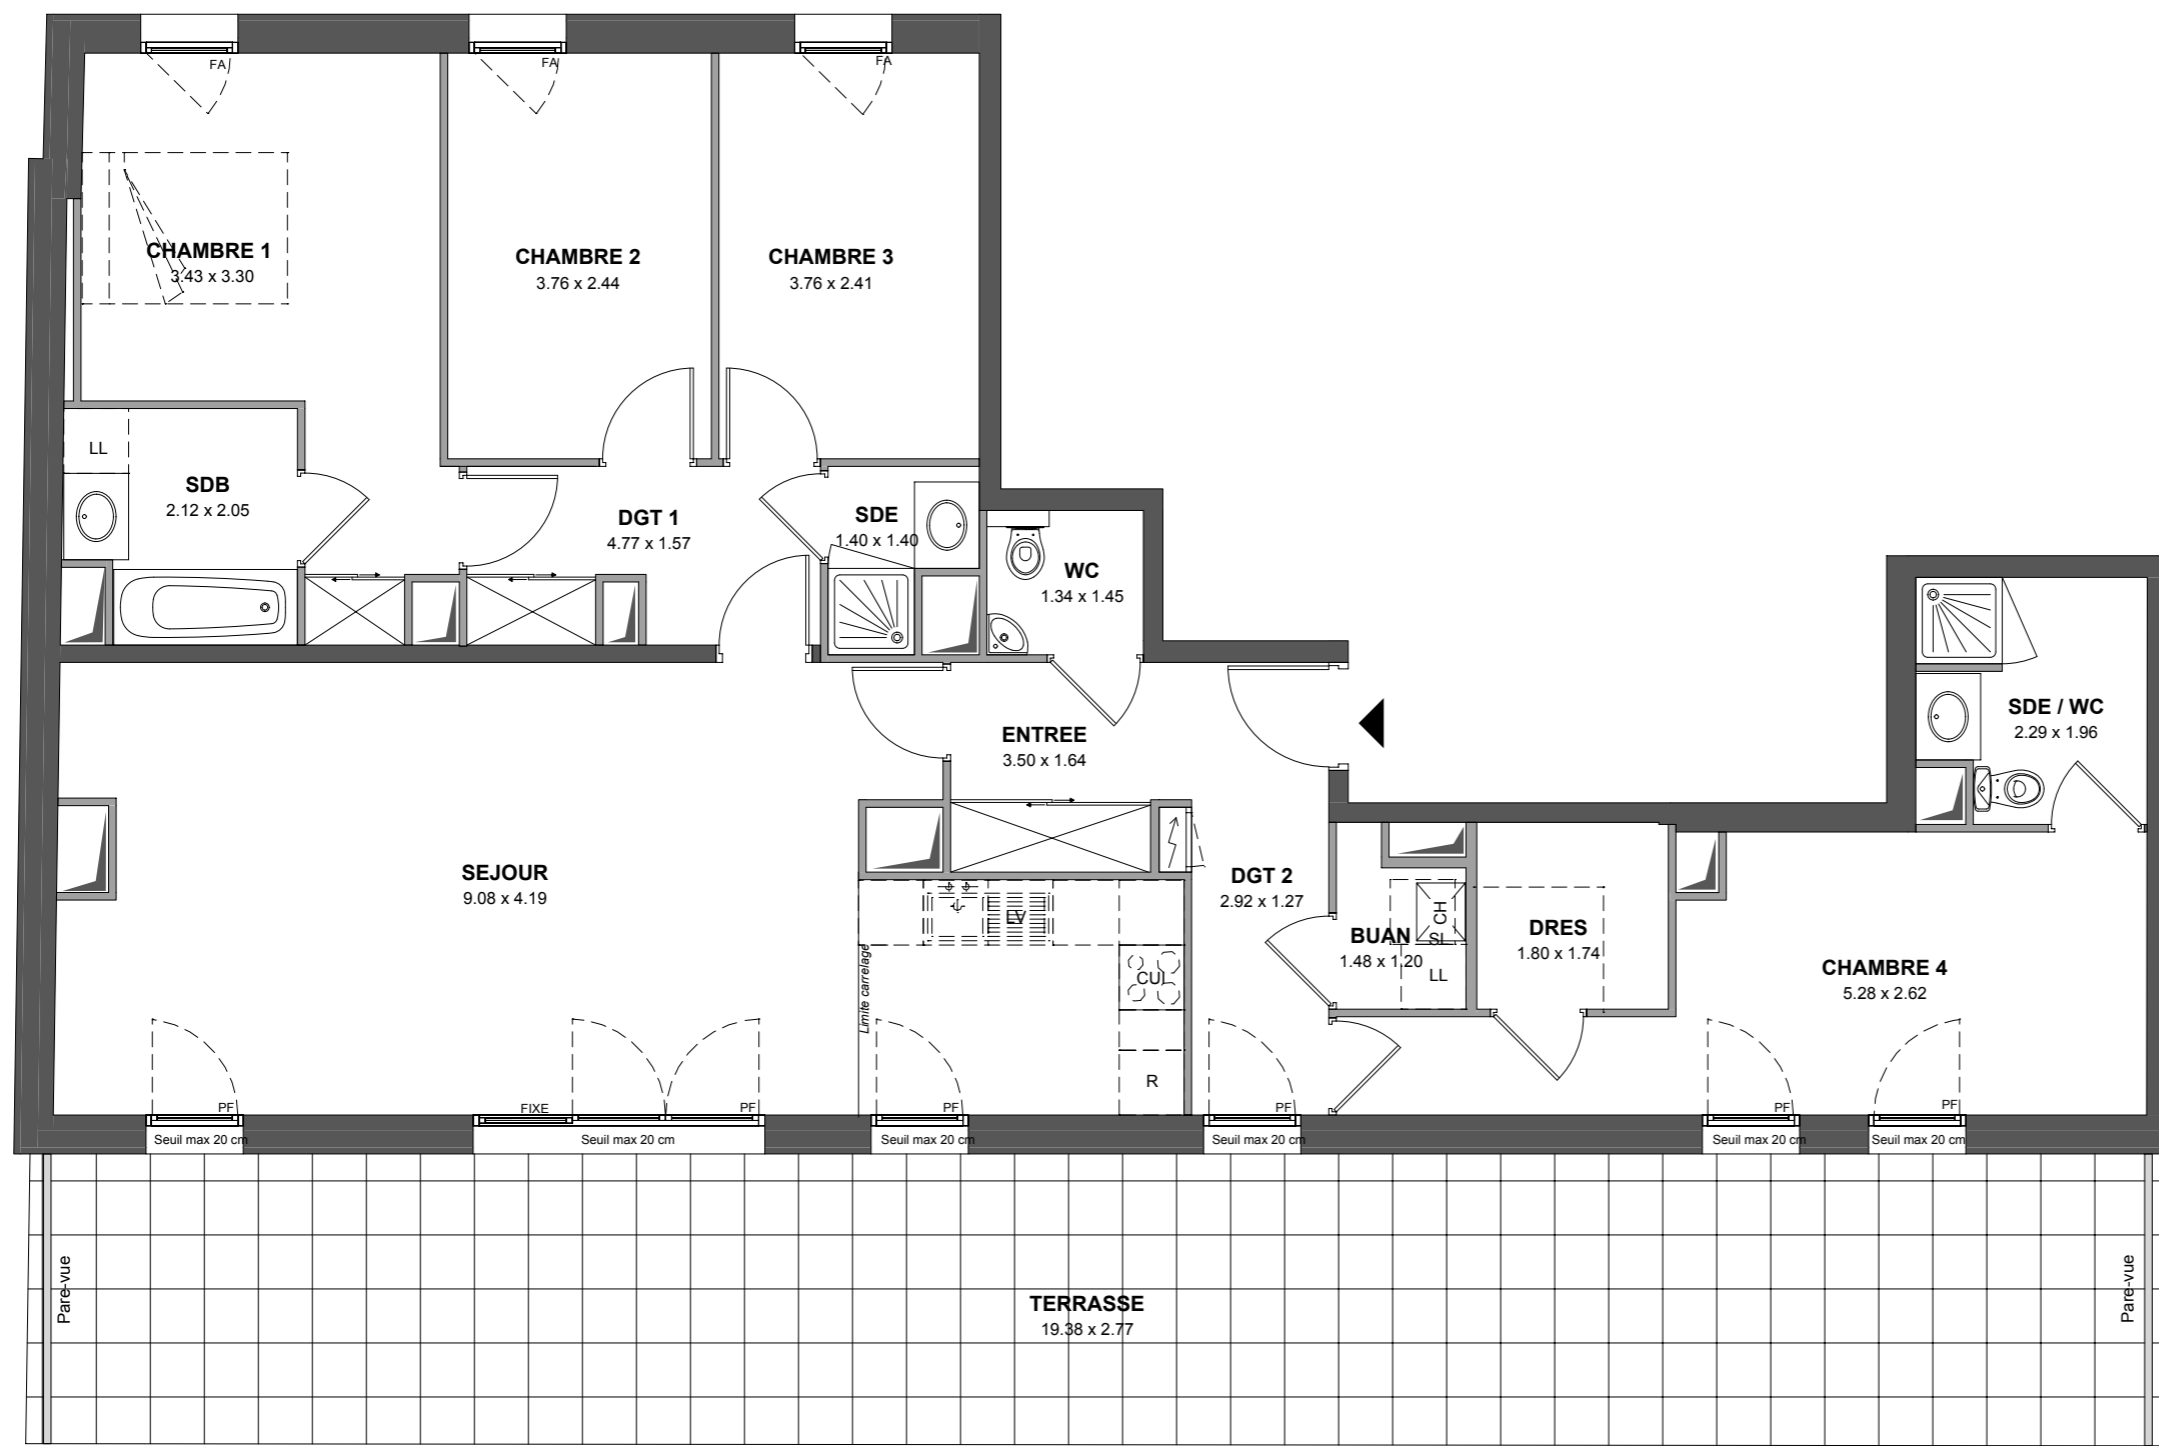 FA
FA
FA
CHAMBRE 1
3.43 x 3.30
CHAMBRE 2
3.76 x 2.44
CHAMBRE 3
3.76 x 2.41
LL
SDB
2.12 x 2.05
DGT 1
4.77 x 1.57
SDE
1.40 x 1.40
WC
1.34 x 1.45
ENTREE
3.50 x 1.64
SDE / WC
2.29 x 1.96
SEJOUR
9.08 x 4.19
LV
Limite carrelage
CUI
R
DGT 2
2.92 x 1.27
BUAN
1.48 x 1.20
CH
SL
LL
DRES
1.80 x 1.74
CHAMBRE 4
5.28 x 2.62
PF
FIXE
PF
PF
PF
PF
PF
Seuil max 20 cm
Seuil max 20 cm
Seuil max 20 cm
Seuil max 20 cm
Seuil max 20 cm
Seuil max 20 cm
Pare-vue
TERRASSE
19.38 x 2.77
Pare-vue